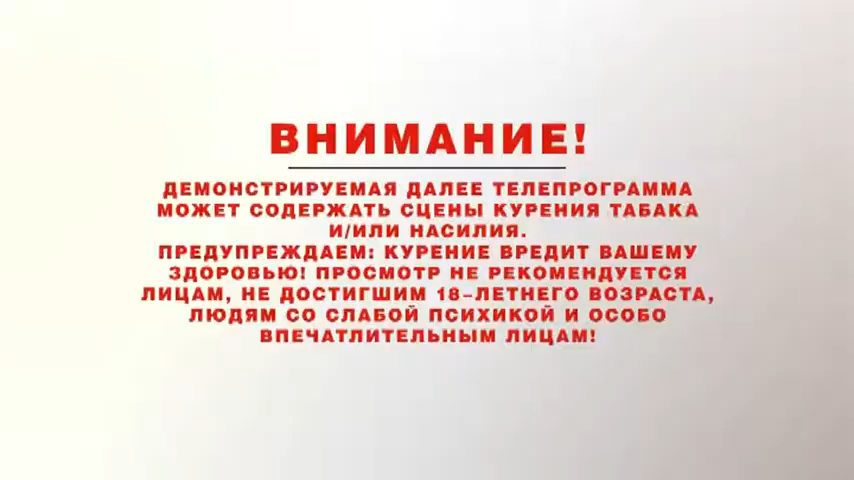 ВНИМАНИЕ!
ДЕМОНСТРИРУЕМАЯ ДАЛЕЕ ТЕЛЕПРОГРАММА
МОЖЕТ СОДЕРЖАТЬ СЦЕНЫ КУРЕНИЯ ТАБАКА
И/ИЛИ НАСИЛИЯ.
ПРЕДУПРЕЖДАЕМ: КУРЕНИЕ ВРЕДИТ ВАШЕМУ
ЗДОРОВЬЮ! ПРОСМОТР НЕ РЕКОМЕНДУЕТСЯ
ЛИЦАМ, НЕ ДОСТИГШИМ 18-ЛЕТНЕГО ВОЗРАСТА,
ЛЮДЯМ СО СЛАБОЙ ПСИХИКОЙ И ОСОБО
ВПЕЧАТЛИТЕЛЬНЫМ ЛИЦАМ!